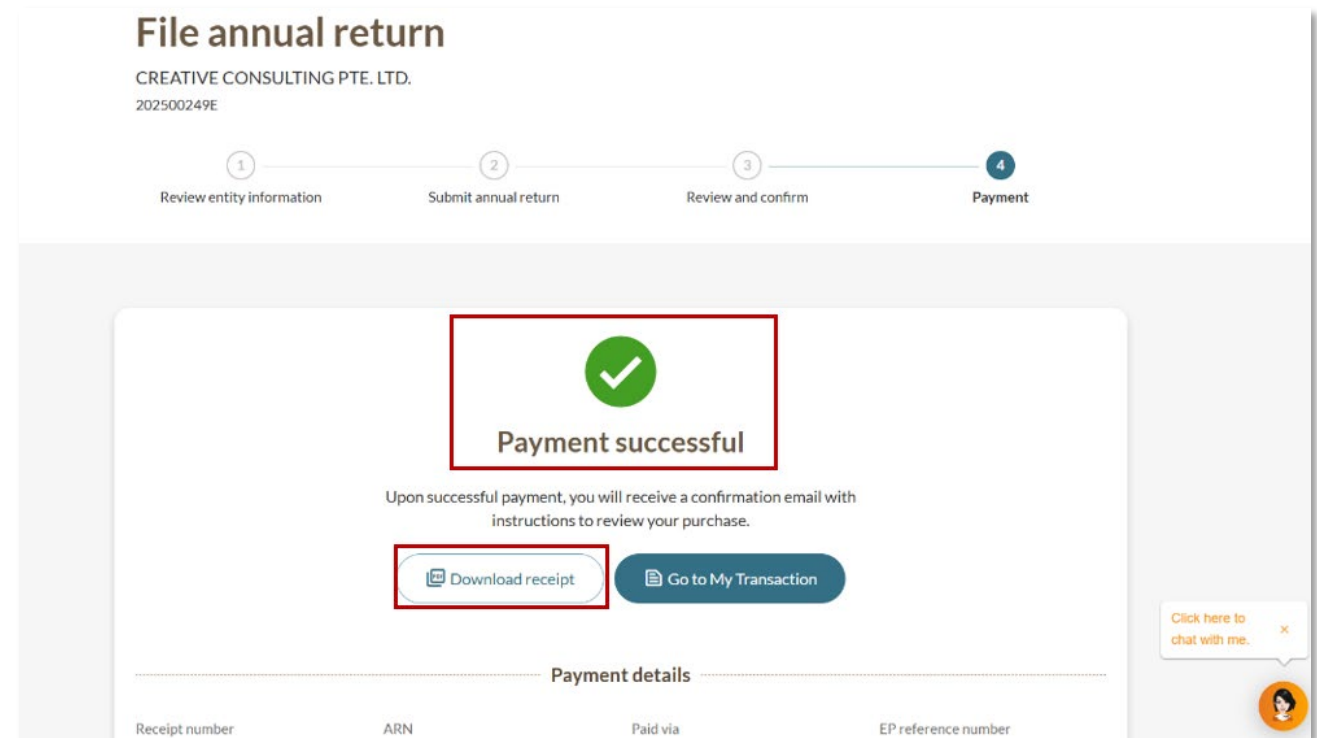 File annual return
CREATIVE CONSULTING PTE. LTD.
202500249E
1
2
3
4
Review entity information
Submit annual return
Review and confirm
Payment
Payment successful
Upon successful payment, you will receive a confirmation email with
instructions to review your purchase.
PDF Download receipt
Go to My Transaction
Click here to
chat with me.
×
Payment details
Receipt number
ARN
Paid via
EP reference number